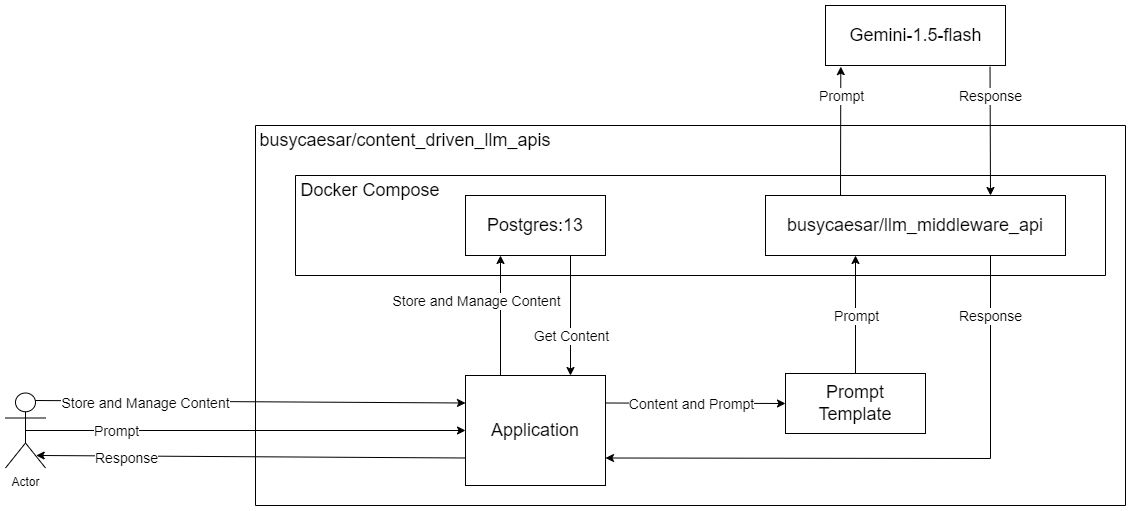 Gemini-1.5-flash
Prompt
Response
busycaesar/content_driven_llm_apis
Docker Compose
Postgres:13
busycaesar/llm_middleware_api
Store and Manage Content
Get Content
Prompt
Response
Store and Manage Content
Prompt
Response
Actor
Application
Content and Prompt
Prompt
Template